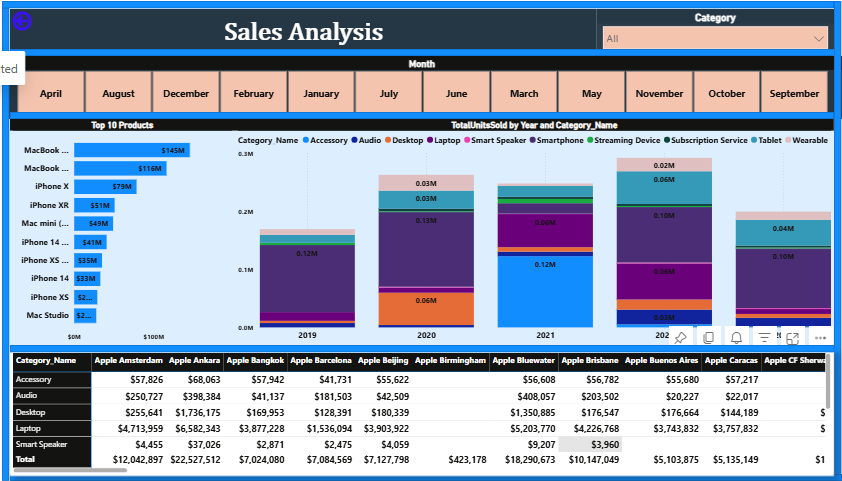 Sales Analysis
Category
All
ted
Month
April August December February January July June March May November October September
Top 10 Products
MacBook ... $145M
MacBook ... $116M
iPhone X $79M
iPhone XR $51M
Mac mini (... $49M
iPhone 14 ... $41M
iPhone XS ... $35M
iPhone 14 $33M
iPhone XS $2...
Mac Studio $2...
$0M $100M
TotalUnitsSold by Year and Category_Name
Category_Name Accessory Audio Desktop Laptop Smart Speaker Smartphone Streaming Device Subscription Service Tablet Wearable
0.3M
0.2M
0.1M
0.0M
0.12M
0.03M
0.03M
0.13M
0.06M
0.12M
0.02M
0.06M
0.10M
0.04M
0.10M
2019 2020 2021 202
Category_Name Apple Amsterdam Apple Ankara Apple Bangkok Apple Barcelona Apple Beijing Apple Birmingham Apple Bluewater Apple Brisbane Apple Buenos Aires Apple Caracas Apple CF Sherwa
Accessory $57,826 $68,063 $57,942 $41,731 $55,622 $56,608 $56,782 $55,680 $57,217
Audio $250,727 $398,384 $41,137 $181,503 $42,509 $408,057 $203,502 $20,227 $22,017
Desktop $255,641 $1,736,175 $169,953 $128,391 $180,339 $1,350,885 $176,547 $176,664 $144,189 $
Laptop $4,713,959 $6,582,343 $3,877,228 $1,536,094 $3,903,922 $5,203,770 $4,226,768 $3,743,832 $3,757,832 $
Smart Speaker $4,455 $37,026 $2,871 $2,475 $4,059 $9,207 $3,960
Total $12,042,897 $22,527,512 $7,024,080 $7,084,569 $7,127,798 $423,178 $18,290,673 $10,147,049 $5,103,875 $5,135,149 $1